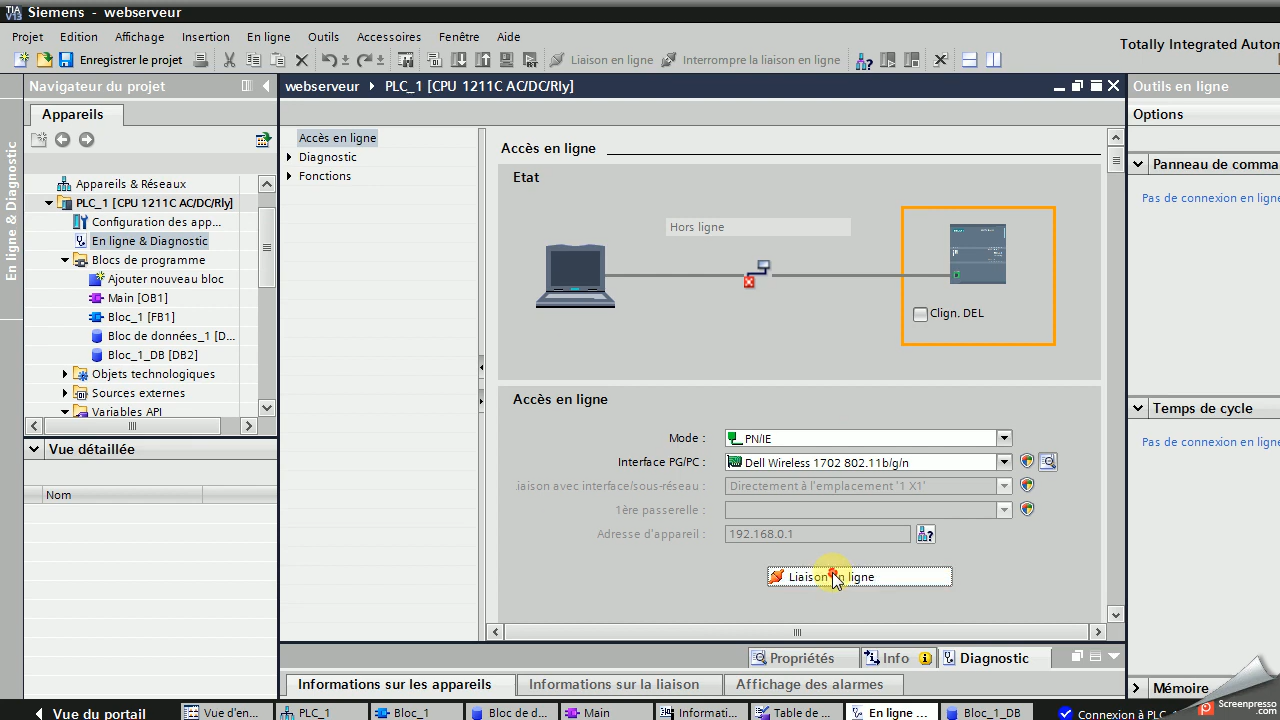 TIA V13 Siemens - webserveur
Projet Edition Affichage Insertion En ligne Outils Accessoires Fenêtre Aide
Totally Integrated Autom
Enregistrer le projet Liaison en ligne Interrompre la liaison en ligne
Navigateur du projet
webserveur PLC_1 [CPU 1211C AC/DC/Rly]
Outils en ligne
Appareils
Options
En ligne & Diagnostic
Appareils & Réseaux
PLC_1 [CPU 1211C AC/DC/Rly]
Configuration des app...
En ligne & Diagnostic
Blocs de programme
Ajouter nouveau bloc
Main [OB1]
Bloc_1 [FB1]
Bloc de données_1 [D...
Bloc_1_DB [DB2]
Objets technologiques
Sources externes
Variables API
Vue détaillée
Nom
Accès en ligne
Diagnostic
Fonctions
Accès en ligne
Etat
Hors ligne
Clign. DEL
Accès en ligne
Mode : PN/IE
Interface PG/PC : Dell Wireless 1702 802.11b/g/n
iaison avec interface/sous-réseau : Directement à l'emplacement '1 X1'
1ère passerelle :
Adresse d'appareil : 192.168.0.1
Liaison en ligne
Panneau de comma
Pas de connexion en ligne
Temps de cycle
Pas de connexion en ligne
Mémoire
Propriétés Info Diagnostic
Informations sur les appareils Informations sur la liaison Affichage des alarmes
Vue du portail Vue d'en... PLC_1 Bloc_1 Bloc de d... Main Informati... Table de ... En ligne ... Bloc_1_DB Connexion à PLC
Screenpresso
.com